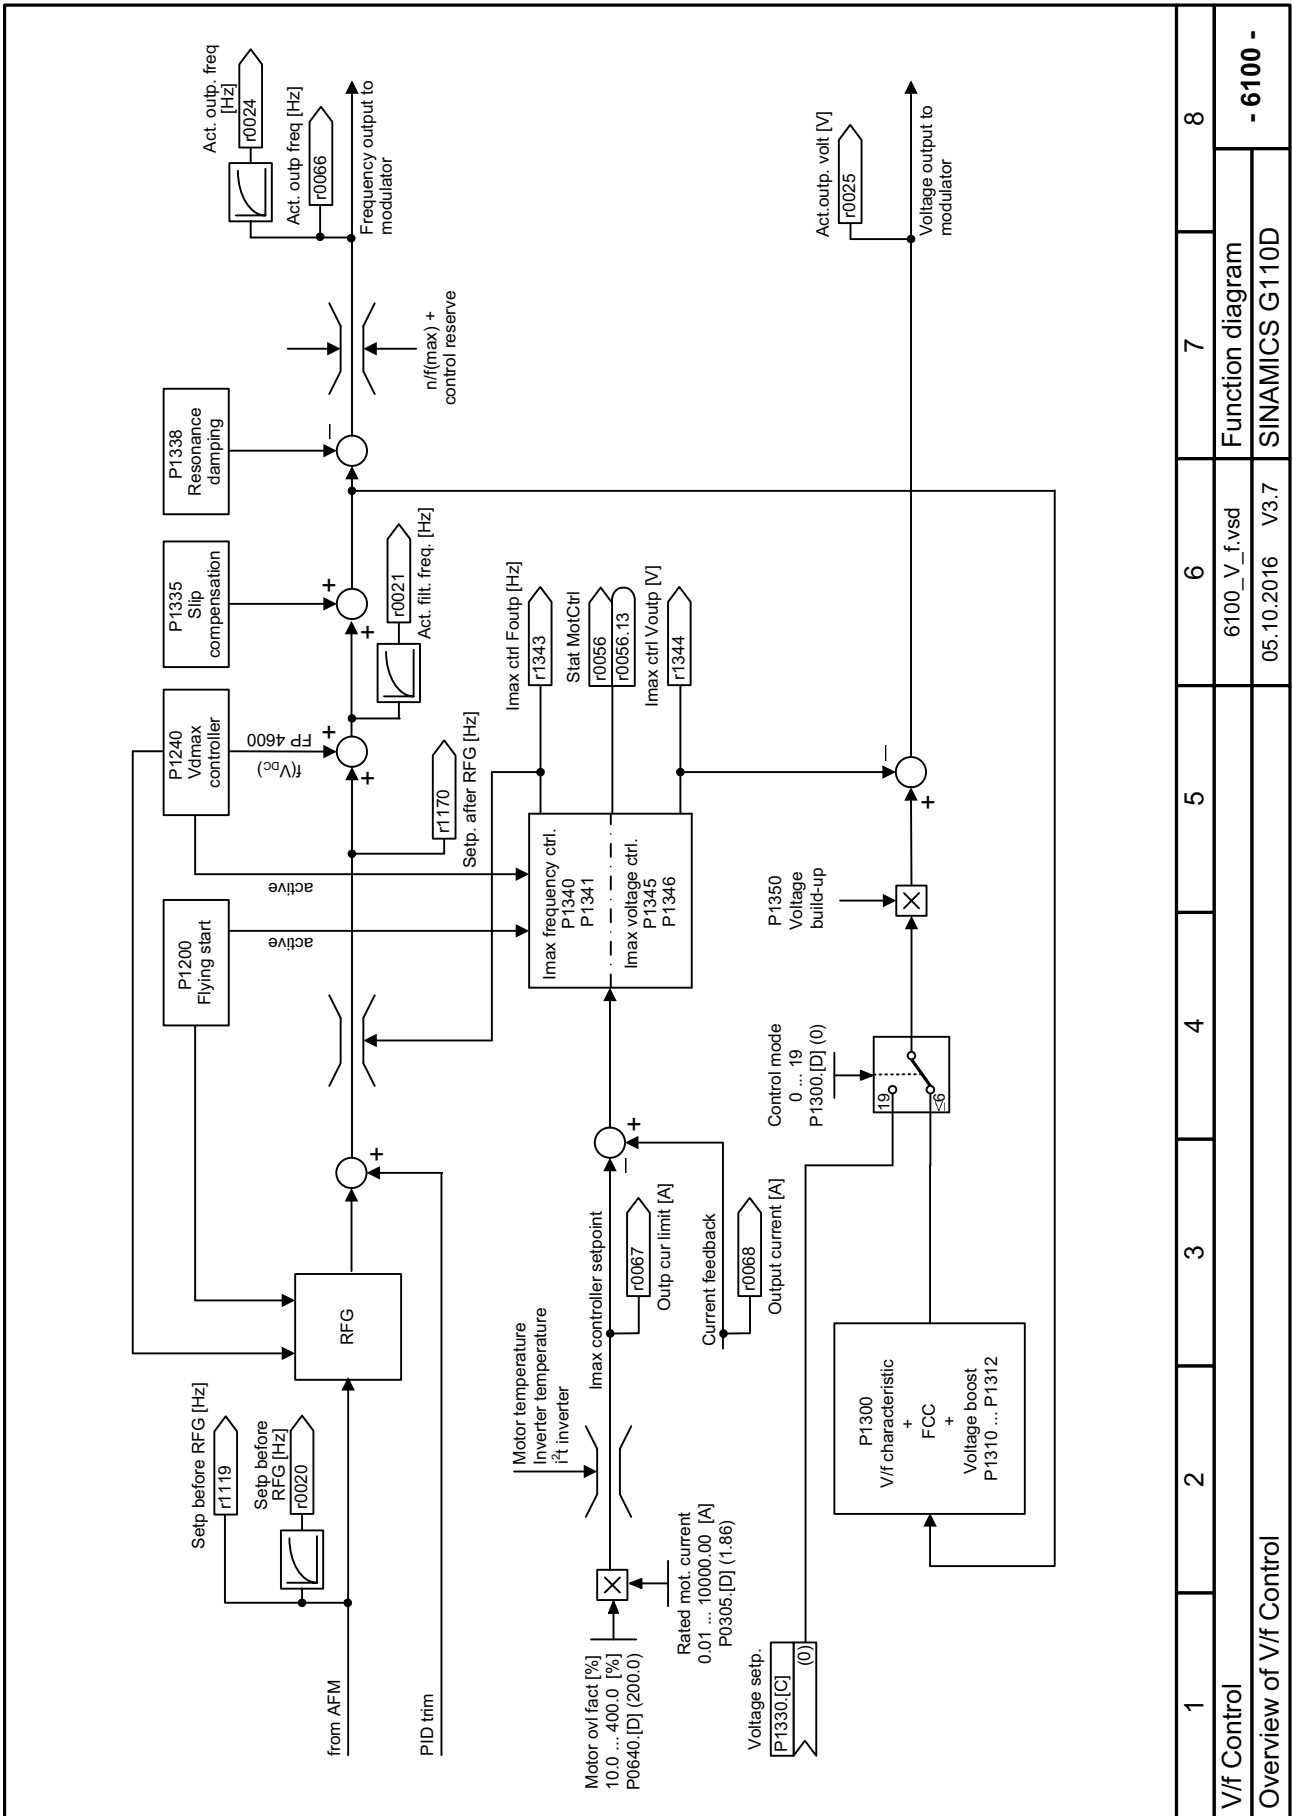 from AFM
PID trim
Setp before RFG [Hz]
r1119
Setp before
RFG [Hz]
r0020
RFG
P1200
Flying start
active
P1240
Vdmax
controller
active
f(VDC)
FP 4600
P1335
Slip
compensation
P1338
Resonance
damping
+
+
+
+
+
–
r1170
Setp. after RFG [Hz]
r0021
Act. filt. freq. [Hz]
n/f(max) +
control reserve
Act. outp. freq
[Hz]
r0024
Act. outp freq [Hz]
r0066
Frequency output to
modulator
Motor ovl fact [%]
10.0 ... 400.0 [%]
P0640.[D] (200.0)
Rated mot. current
0.01 ... 10000.00 [A]
P0305.[D] (1.86)
Motor temperature
Inverter temperature
i²t inverter
Imax controller setpoint
r0067
Outp cur limit [A]
Current feedback
r0068
Output current [A]
–
+
Imax frequency ctrl.
P1340
P1341
Imax voltage ctrl.
P1345
P1346
Imax ctrl Foutp [Hz]
r1343
Stat MotCtrl
r0056
r0056.13
Imax ctrl Voutp [V]
r1344
Voltage setp.
P1330.[C]
(0)
P1300
V/f characteristic
+
FCC
+
Voltage boost
P1310 ... P1312
Control mode
0 ... 19
P1300.[D] (0)
19
<6
P1350
Voltage
build-up
+
–
Act.outp. volt [V]
r0025
Voltage output to
modulator
1 2 3 4 5 6 7 8
V/f Control
6100_V_f.vsd
Function diagram
- 6100 -
Overview of V/f Control
05.10.2016 V3.7
SINAMICS G110D